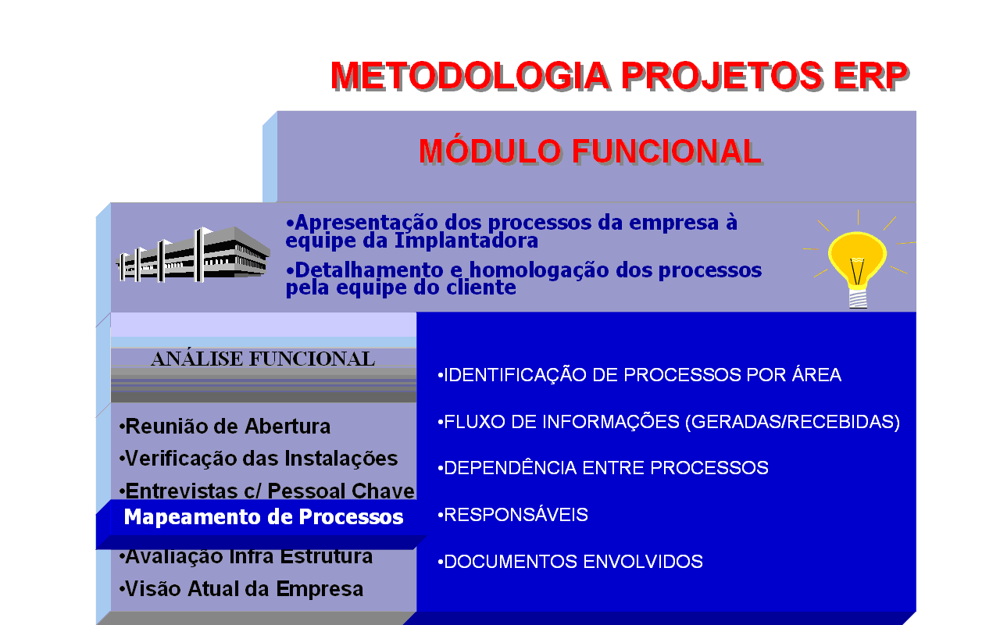 METODOLOGIA PROJETOS ERP
MÓDULO FUNCIONAL
•Apresentação dos processos da empresa à
equipe da Implantadora
•Detalhamento e homologação dos processos
pela equipe do cliente
ANÁLISE FUNCIONAL
•Reunião de Abertura
•Verificação das Instalações
•Entrevistas c/ Pessoal Chave
Mapeamento de Processos
•Avaliação Infra Estrutura
•Visão Atual da Empresa
•IDENTIFICAÇÃO DE PROCESSOS POR ÁREA
•FLUXO DE INFORMAÇÕES (GERADAS/RECEBIDAS)
•DEPENDÊNCIA ENTRE PROCESSOS
•RESPONSÁVEIS
•DOCUMENTOS ENVOLVIDOS